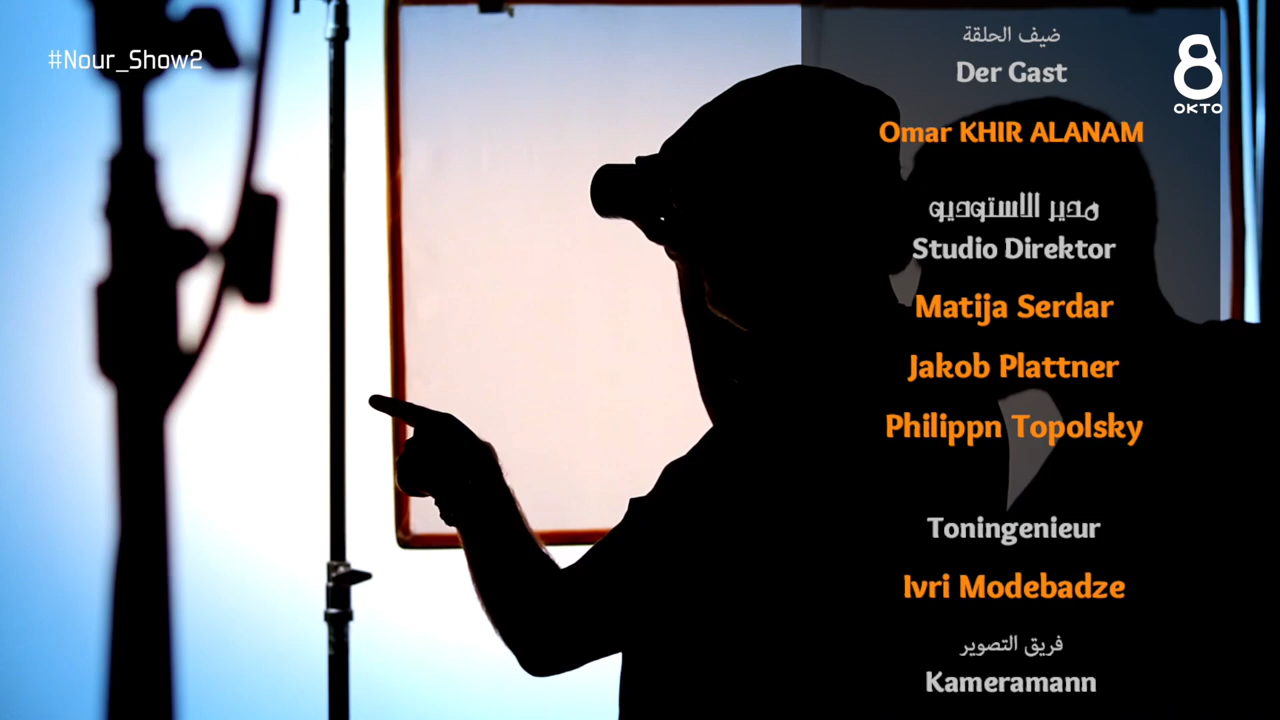 #Nour_Show2
ضيف الحلقة
Der Gast
8
OKTO
Omar KHIR ALANAM
مدير الاستوديو
Studio Direktor
Matija Serdar
Jakob Plattner
Philippn Topolsky
Toningenieur
Ivri Modebadze
فريق التصوير
Kameramann